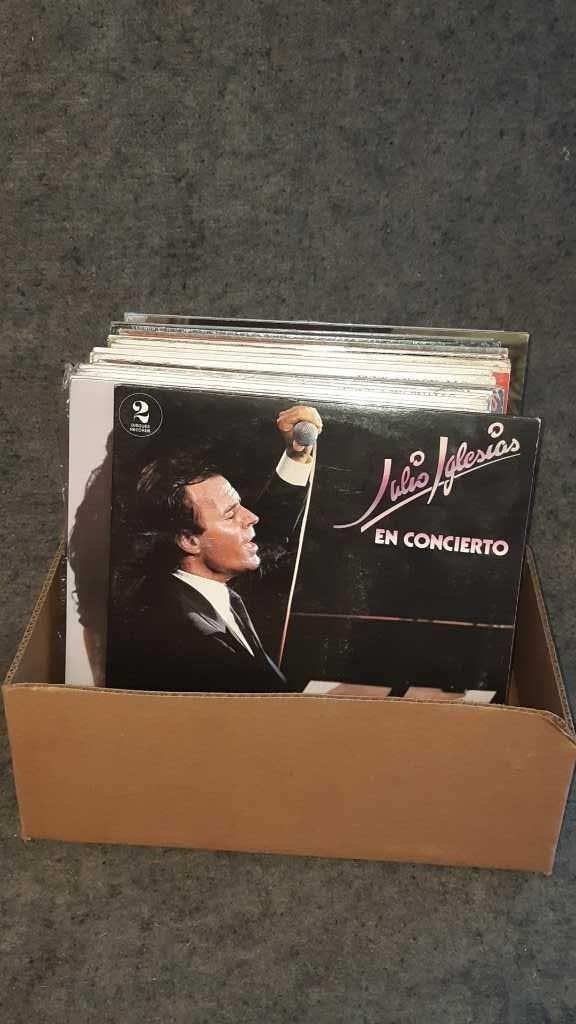 2
DISQUES
RECORDS
Julio Iglesias
EN CONCIERTO